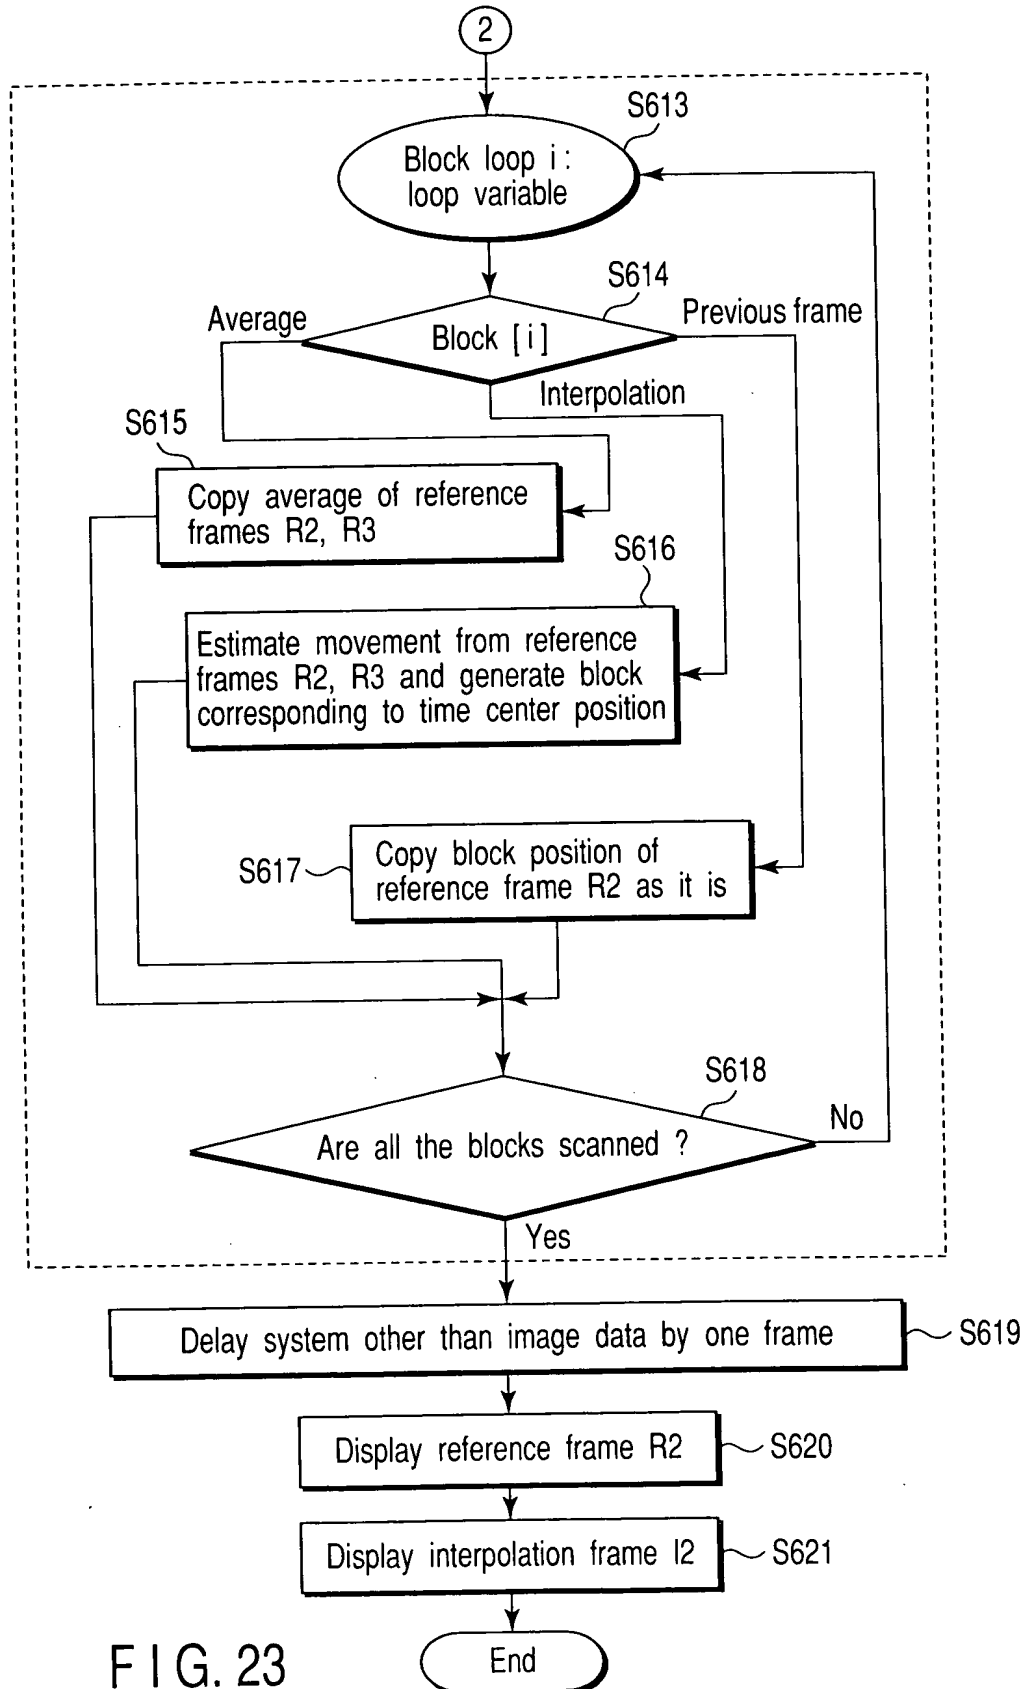 2
S613
Block loop i :
loop variable
S614
Average
Previous frame
Block [ i ]
Interpolation
S615
Copy average of reference
frames R2, R3
S616
Estimate movement from reference
frames R2, R3 and generate block
corresponding to time center position
S617
Copy block position of
reference frame R2 as it is
S618
No
Are all the blocks scanned ?
Yes
Delay system other than image data by one frame
S619
Display reference frame R2
S620
Display interpolation frame I2
S621
End
FIG. 23